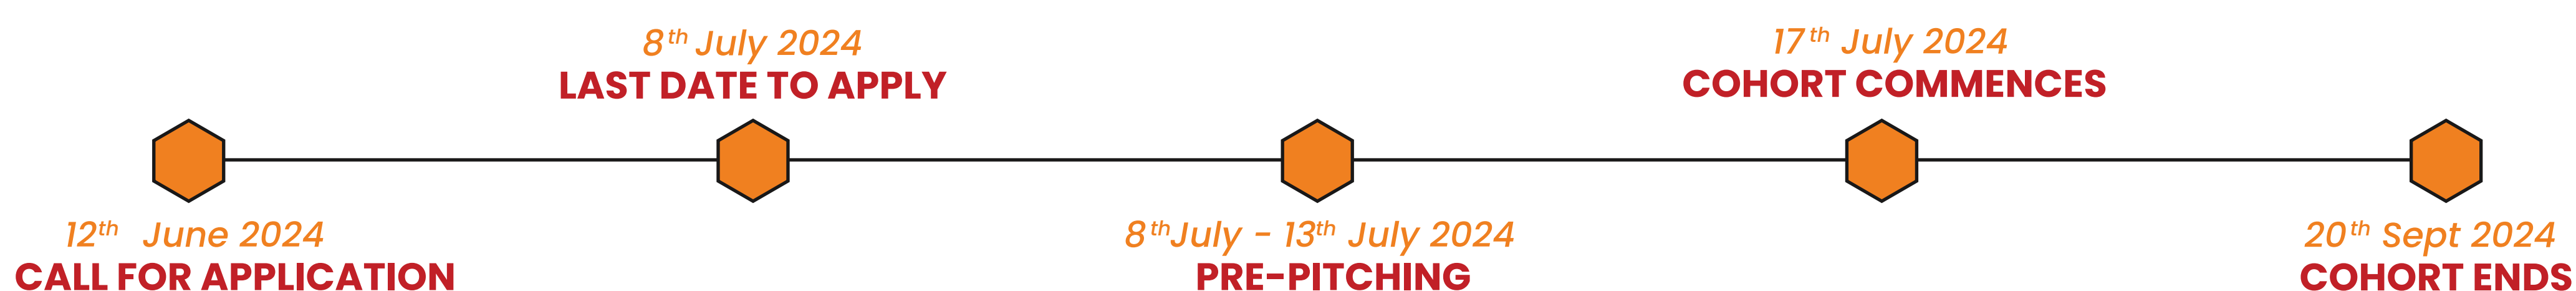 12th June 2024
CALL FOR APPLICATION
8th July 2024
LAST DATE TO APPLY
8th July - 13th July 2024
PRE-PITCHING
17th July 2024
COHORT COMMENCES
20th Sept 2024
COHORT ENDS